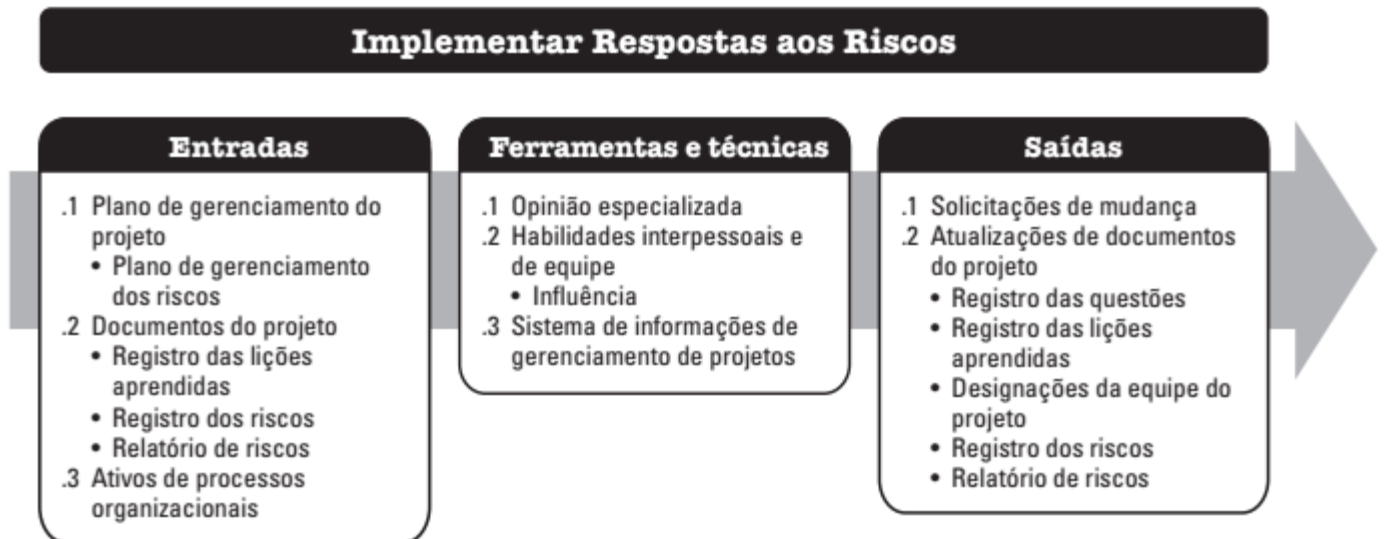 Implementar Respostas aos Riscos
Entradas
.1 Plano de gerenciamento do
projeto
• Plano de gerenciamento
dos riscos
.2 Documentos do projeto
• Registro das lições
aprendidas
• Registro dos riscos
• Relatório de riscos
.3 Ativos de processos
organizacionais
Ferramentas e técnicas
.1 Opinião especializada
.2 Habilidades interpessoais e
de equipe
• Influência
.3 Sistema de informações de
gerenciamento de projetos
Saídas
.1 Solicitações de mudança
.2 Atualizações de documentos
do projeto
• Registro das questões
• Registro das lições
aprendidas
• Designações da equipe do
projeto
• Registro dos riscos
• Relatório de riscos